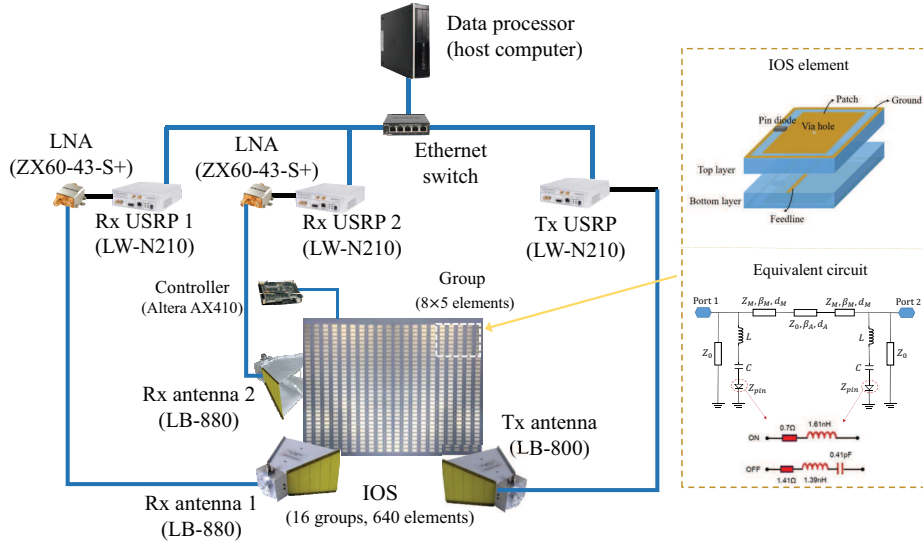 Data processor
(host computer)
LNA
(ZX60-43-S+)
LNA
(ZX60-43-S+)
Ethernet
switch
Rx USRP 1
(LW-N210)
Rx USRP 2
(LW-N210)
Tx USRP
(LW-N210)
Controller
(Altera AX410)
Group
(8×5 elements)
Rx antenna 2
(LB-880)
Tx antenna
(LB-800)
Rx antenna 1
(LB-880)
IOS
(16 groups, 640 elements)
IOS element
Patch
Ground
Pin diode
Via hole
Top layer
Bottom layer
Feedline
Equivalent circuit
Port 1
Z_M, β_M, d_M
Z_M, β_M, d_M
Port 2
Z_0, β_A, d_A
L
L
Z_0
C
C
Z_0
Z_pin
Z_pin
0.7Ω
1.61nH
ON
0.41pF
OFF
1.41Ω
1.39nH